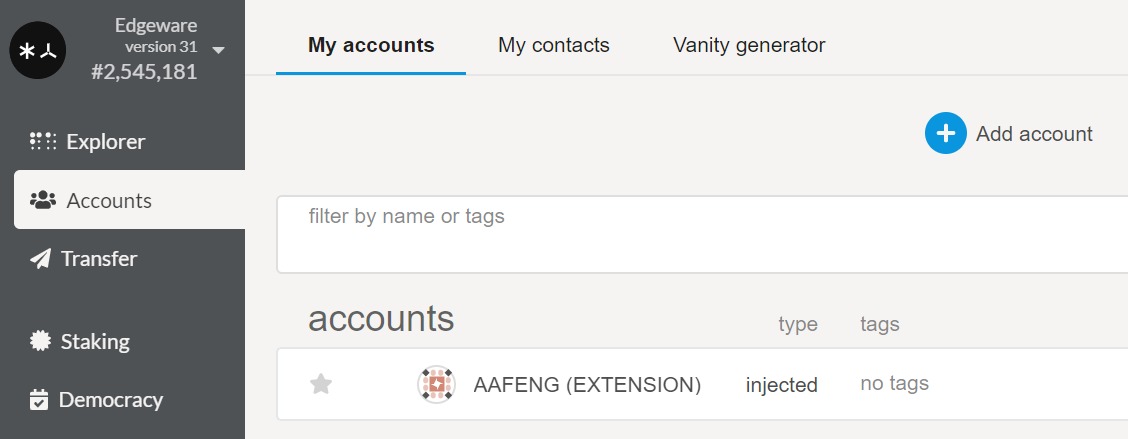 Edgeware
version 31
#2,545,181
Explorer
Accounts
Transfer
Staking
Democracy
My accounts My contacts Vanity generator
Add account
filter by name or tags
accounts type tags
AAFENG (EXTENSION) injected no tags